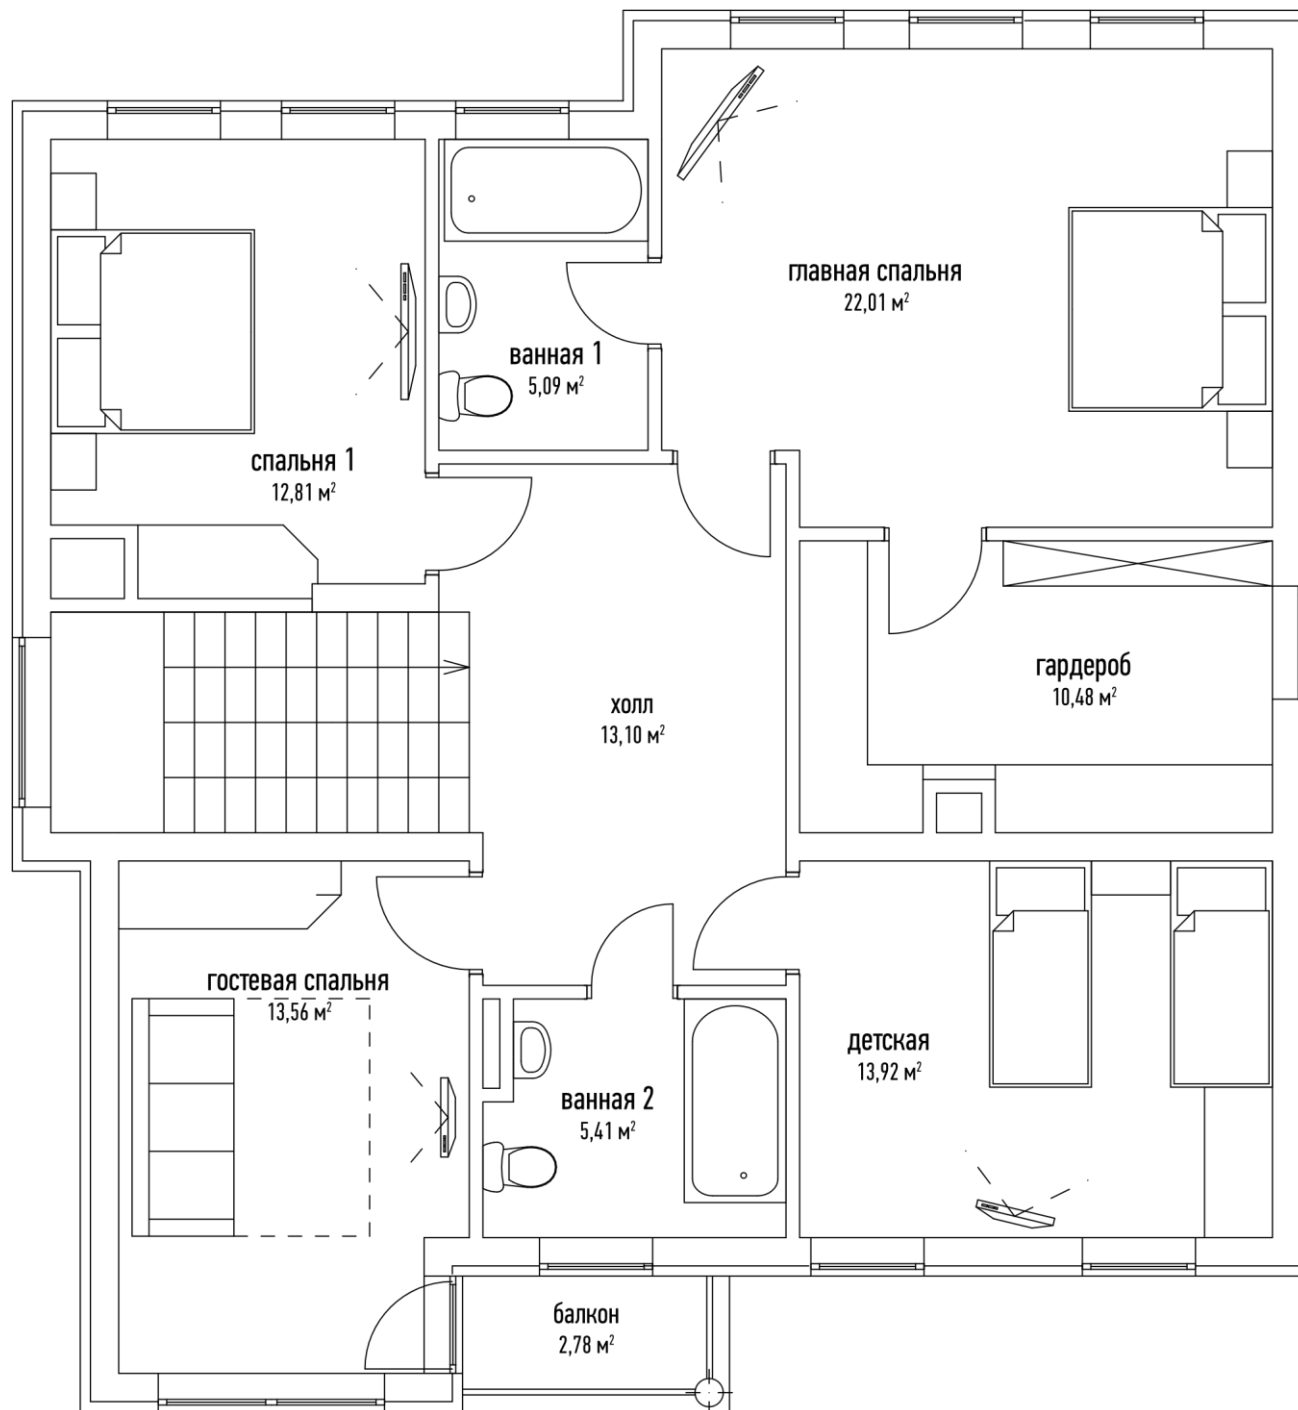 главная спальня
22,01 м²
ванная 1
5,09 м²
спальня 1
12,81 м²
гардероб
10,48 м²
холл
13,10 м²
гостевая спальня
13,56 м²
детская
13,92 м²
ванная 2
5,41 м²
балкон
2,78 м²